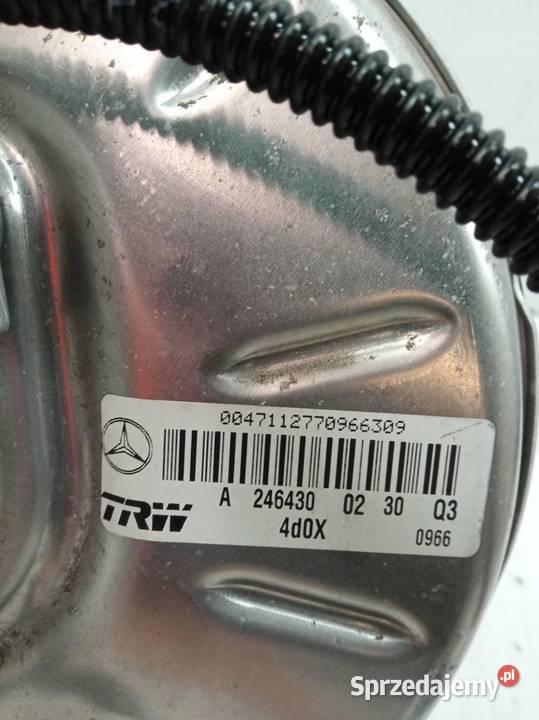 0047112770966309
A 246430 02 30 Q3
TRW
4d0X
0966
Sprzedajemy.pl